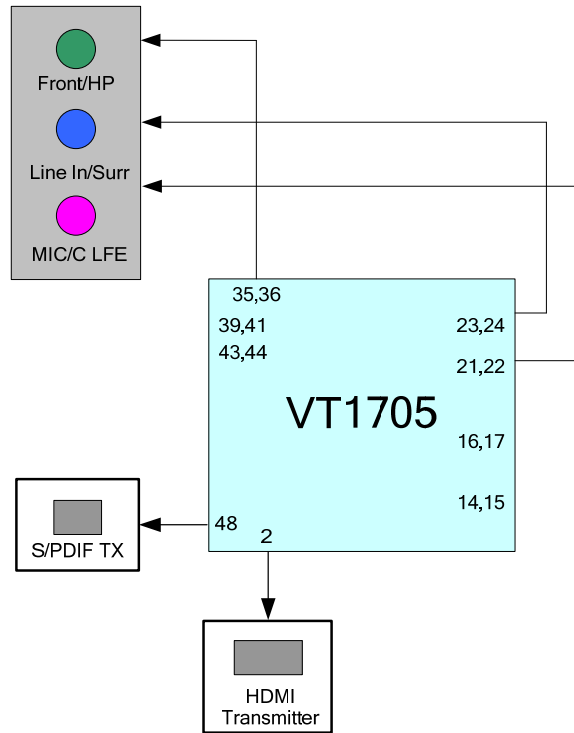 Front/HP
Line In/Surr
MIC/C LFE
35,36
39,41
23,24
43,44
21,22
VT1705
16,17
14,15
48
2
S/PDIF TX
HDMI
Transmitter